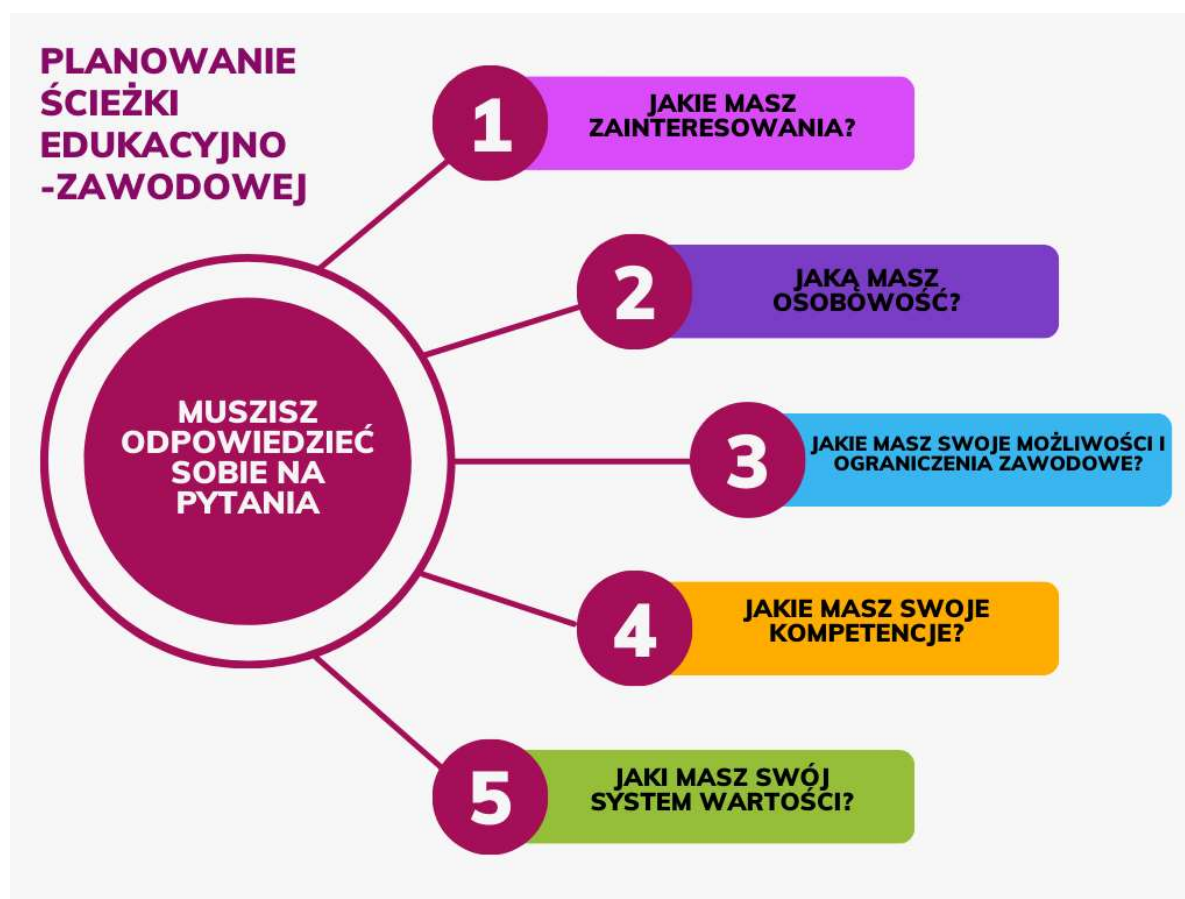 PLANOWANIE
ŚCIEŻKI
EDUKACYJNO
-ZAWODOWEJ
MUSZISZ
ODPOWIEDZIEĆ
SOBIE NA
PYTANIA
1
JAKIE MASZ
ZAINTERESOWANIA?
2
JAKĄ MASZ
OSOBOWOŚĆ?
3
JAKIE MASZ SWOJE MOŻLIWOŚCI I
OGRANICZENIA ZAWODOWE?
4
JAKIE MASZ SWOJE
KOMPETENCJE?
5
JAKI MASZ SWÓJ
SYSTEM WARTOŚCI?